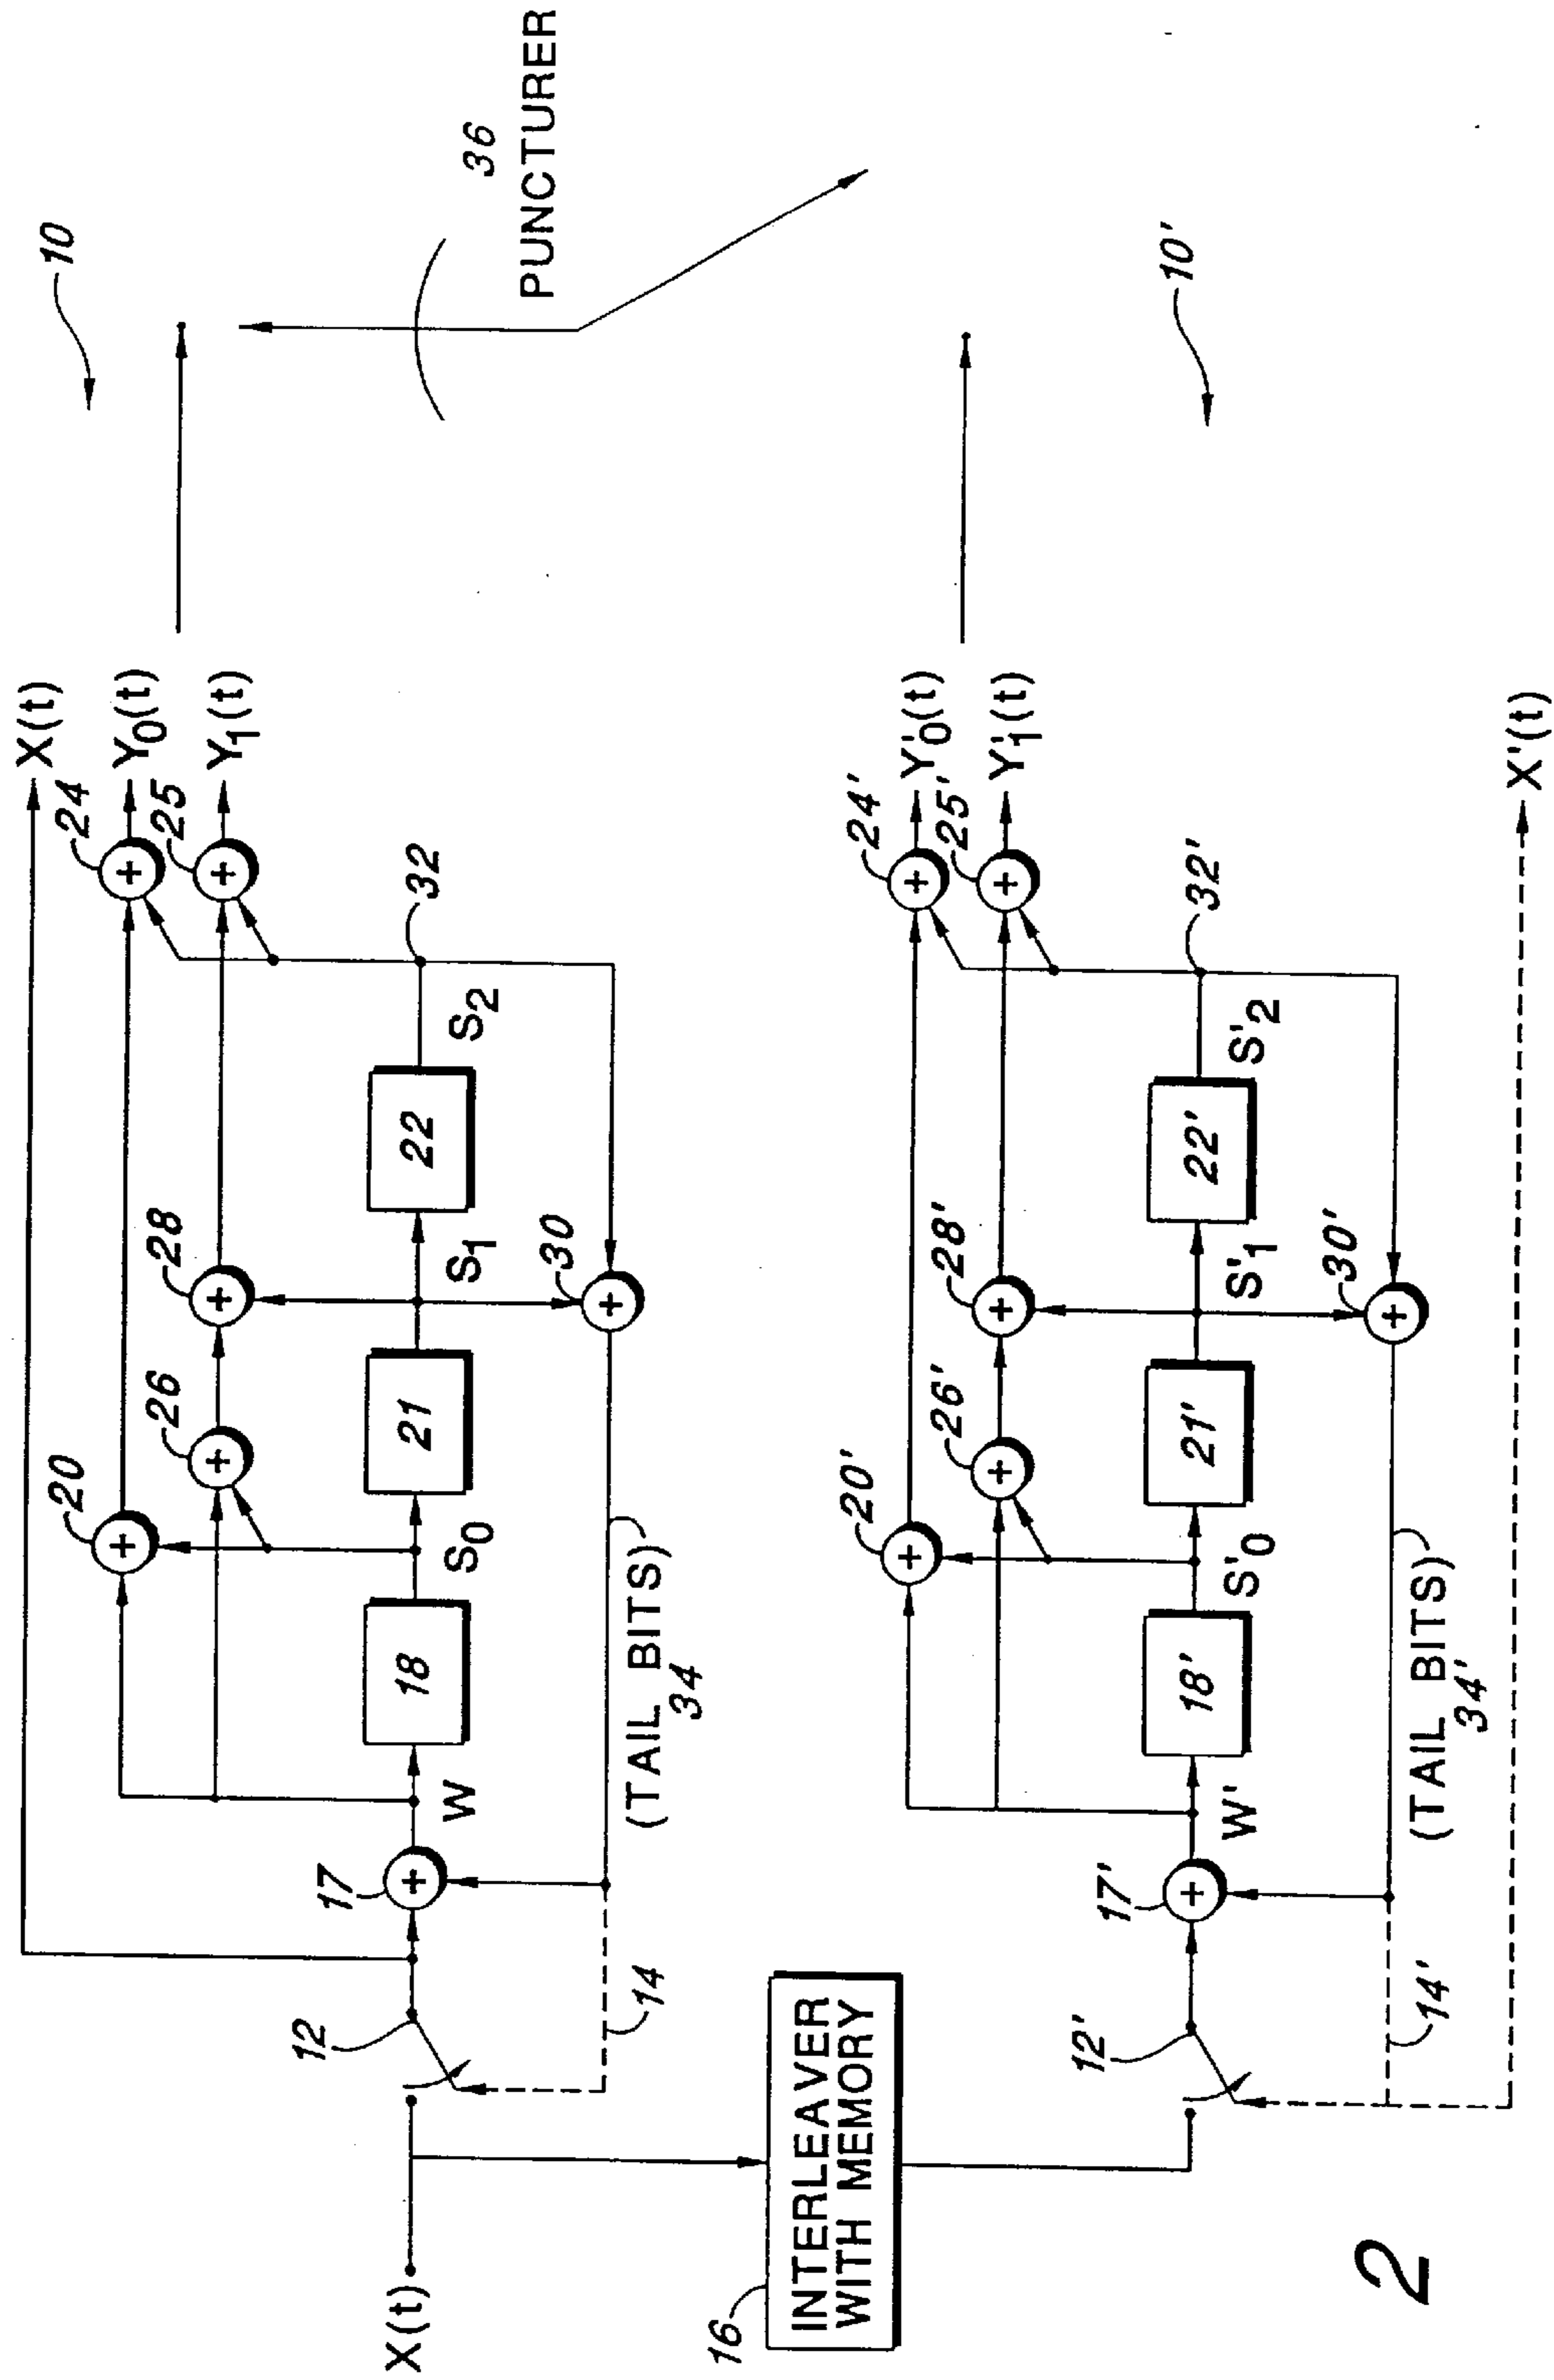 10
X(t)
24
Y0(t)
25
Y1(t)
20
26
28
32
36
PUNCTURER
12
17
W
18
S0
21
S1
22
S2
30
14
(TAIL BITS)
34
X(t)
16
INTERLEAVER
WITH MEMORY
10'
24'
Y'0(t)
25'
Y'1(t)
20'
26'
28'
32'
12'
17'
W'
18'
S'0
21'
S'1
22'
S'2
30'
14'
(TAIL BITS)
34'
X'(t)
2